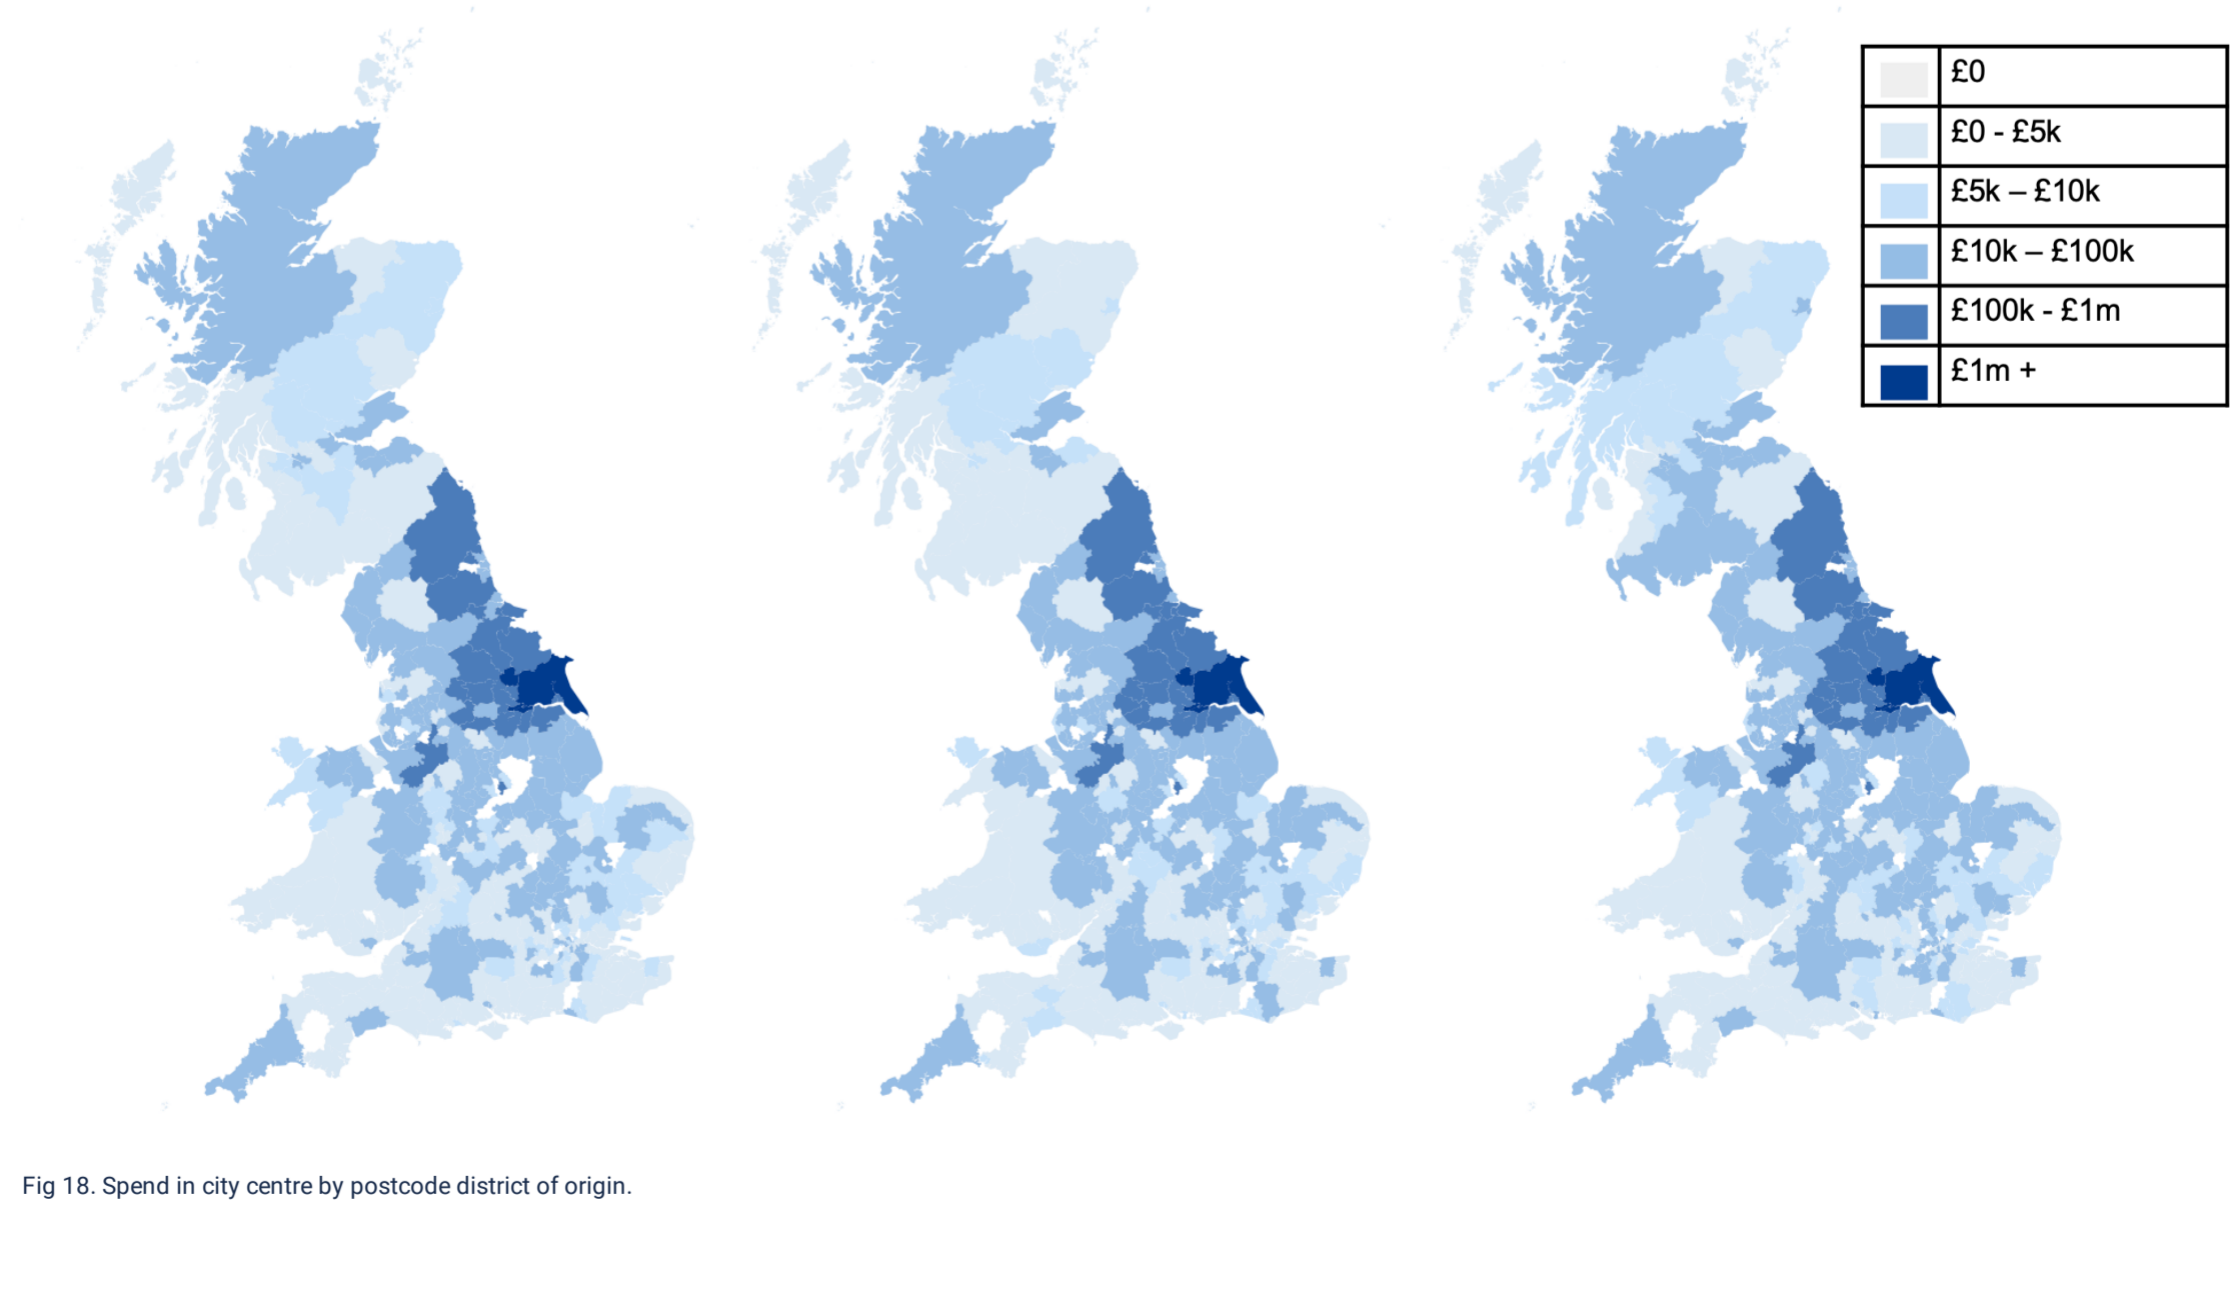 £0
£0 - £5k
£5k – £10k
£10k – £100k
£100k - £1m
£1m +
Fig 18. Spend in city centre by postcode district of origin.